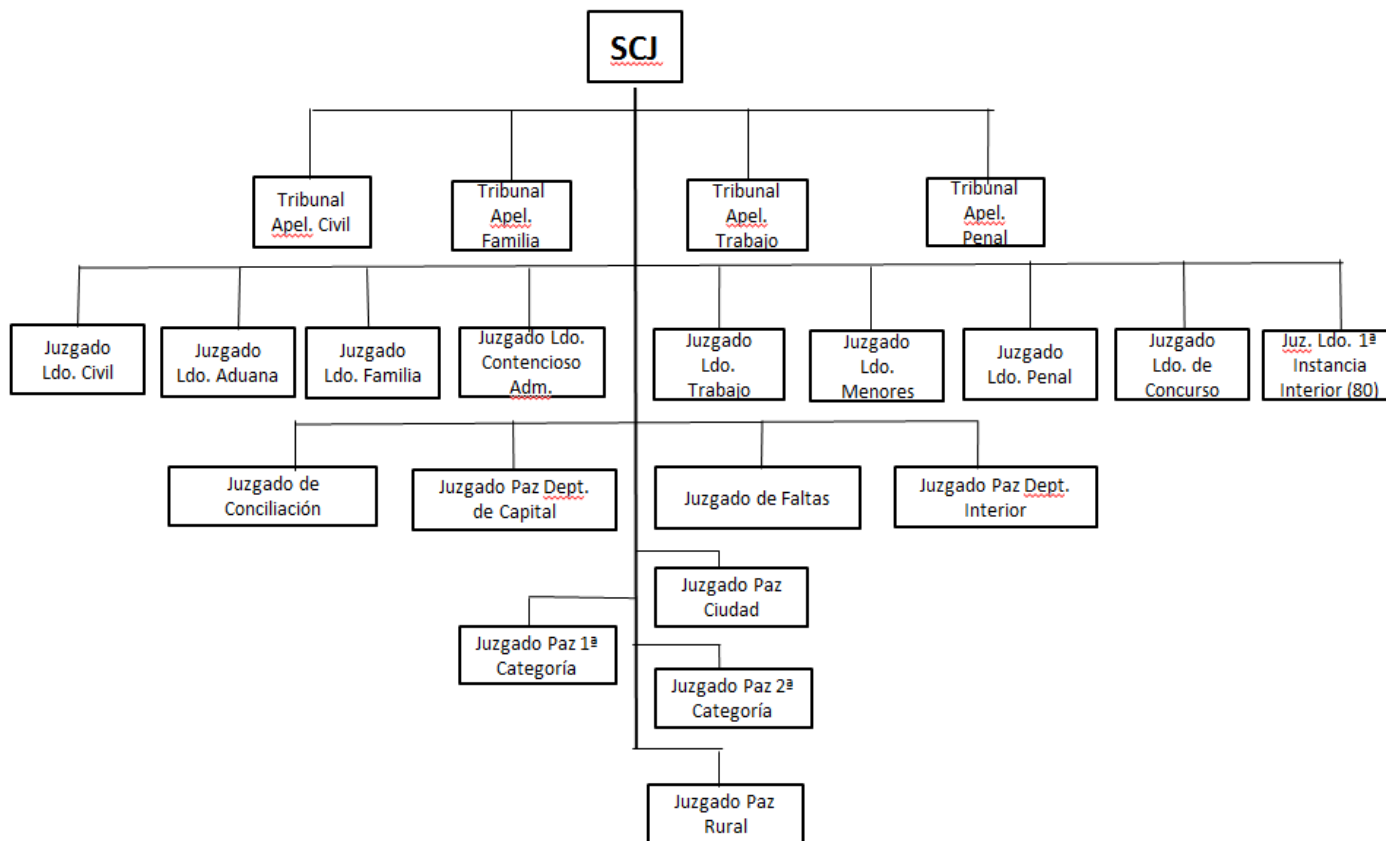 SCJ
Tribunal
Apel. Civil
Tribunal
Apel.
Familia
Tribunal
Apel.
Trabajo
Tribunal
Apel.
Penal
Juzgado
Ldo. Civil
Juzgado
Ldo. Aduana
Juzgado
Ldo. Familia
Juzgado Ldo.
Contencioso
Adm.
Juzgado
Ldo.
Trabajo
Juzgado
Ldo.
Menores
Juzgado
Ldo. Penal
Juzgado
Ldo. de
Concurso
Juz. Ldo. 1ª
Instancia
Interior (80)
Juzgado de
Conciliación
Juzgado Paz Dept.
de Capital
Juzgado de Faltas
Juzgado Paz Dept.
Interior
Juzgado Paz
Ciudad
Juzgado Paz 1ª
Categoría
Juzgado Paz 2ª
Categoría
Juzgado Paz
Rural